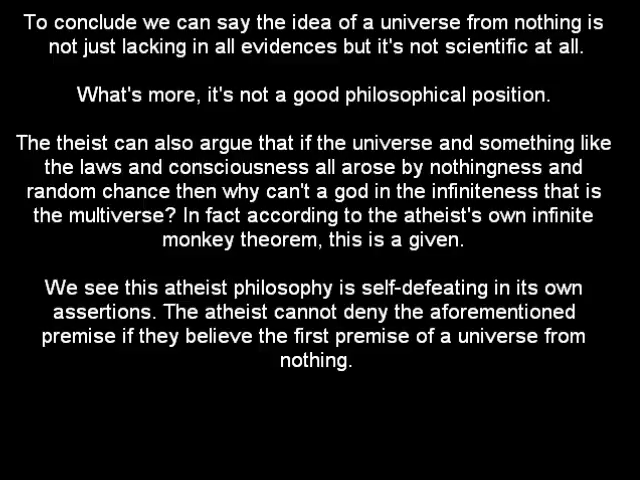 To conclude we can say the idea of a universe from nothing is
not just lacking in all evidences but it's not scientific at all.
What's more, it's not a good philosophical position.
The theist can also argue that if the universe and something like
the laws and consciousness all arose by nothingness and
random chance then why can't a god in the infiniteness that is
the multiverse? In fact according to the atheist's own infinite
monkey theorem, this is a given.
We see this atheist philosophy is self-defeating in its own
assertions. The atheist cannot deny the aforementioned
premise if they believe the first premise of a universe from
nothing.